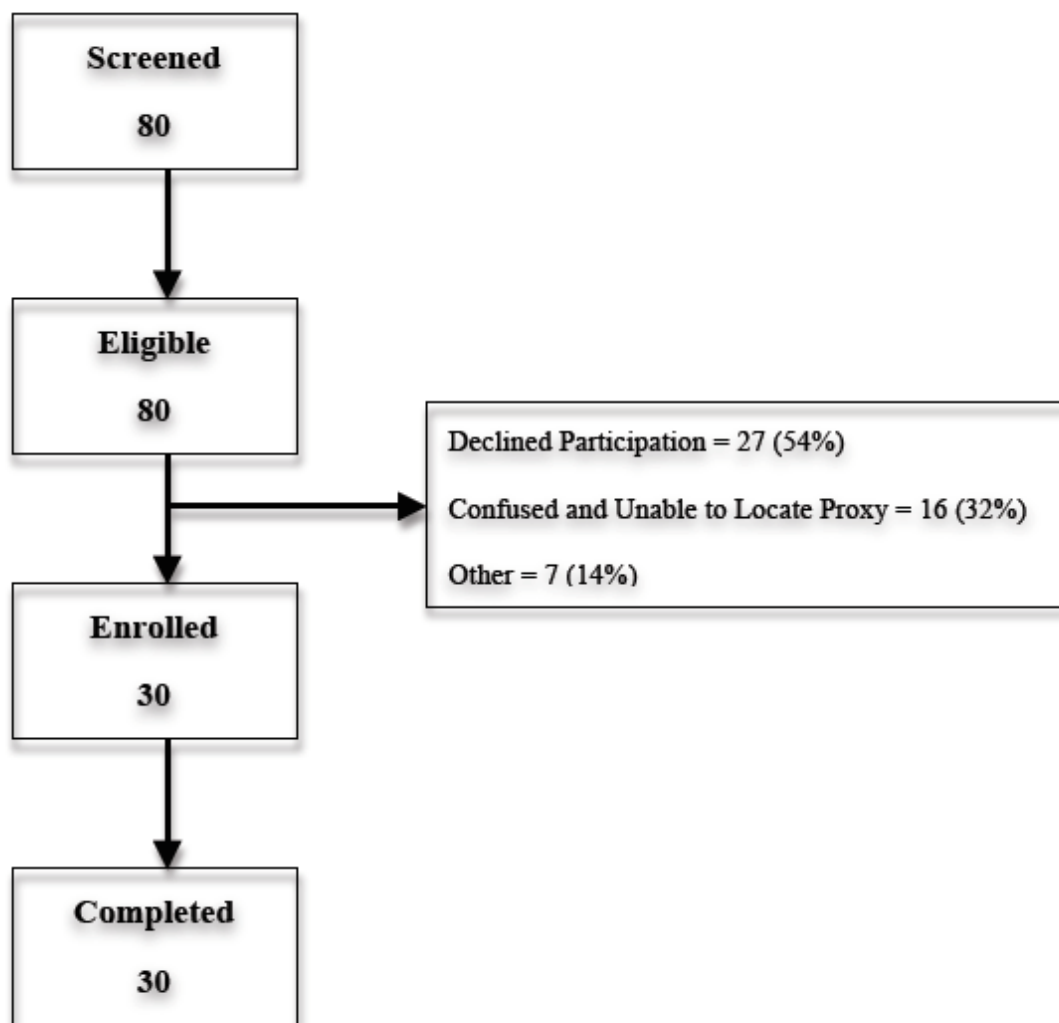 Screened
80
Eligible
80
Declined Participation = 27 (54%)
Confused and Unable to Locate Proxy = 16 (32%)
Other = 7 (14%)
Enrolled
30
Completed
30